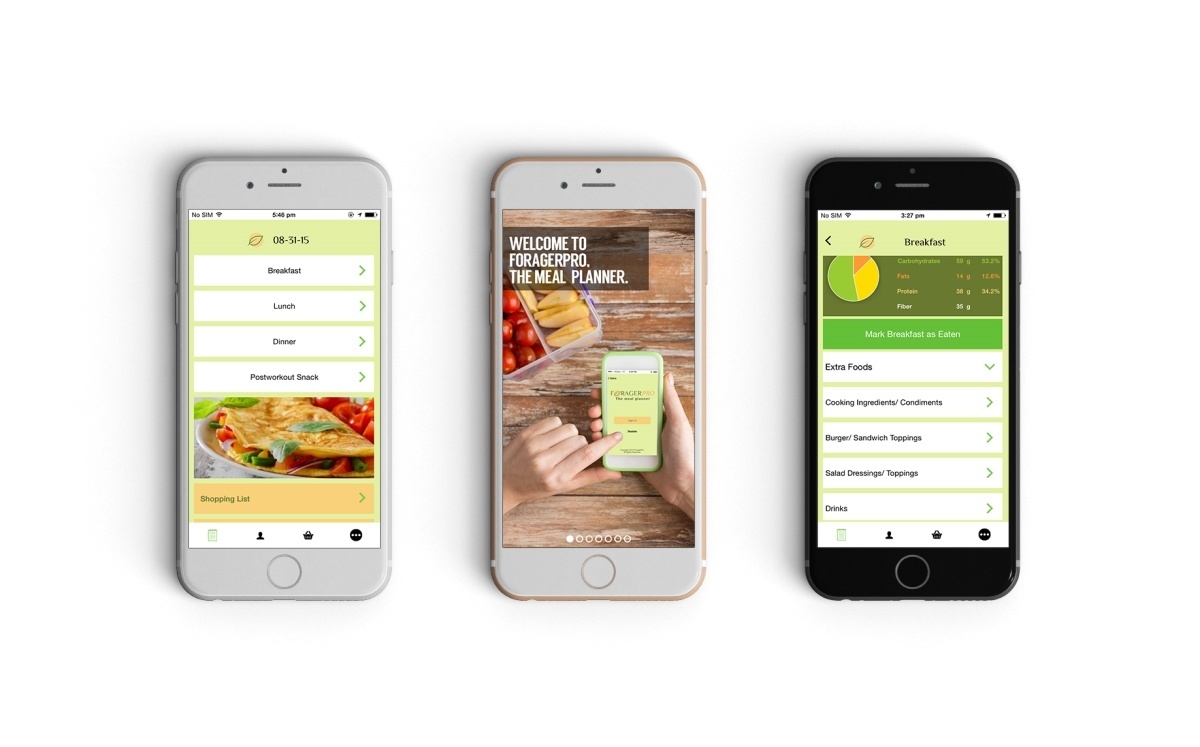 No SIM 5:46 pm
08-31-15
Breakfast
Lunch
Dinner
Postworkout Snack
Shopping List
WELCOME TO
FORAGERPRO.
THE MEAL PLANNER.
FORAGERPRO
The meal planner
Sign In
No SIM 3:27 pm
Breakfast
Carbohydrates 59 g 53.2%
Fats 14 g 12.6%
Protein 38 g 34.2%
Fiber 35 g
Mark Breakfast as Eaten
Extra Foods
Cooking Ingredients/ Condiments
Burger/ Sandwich Toppings
Salad Dressings/ Toppings
Drinks